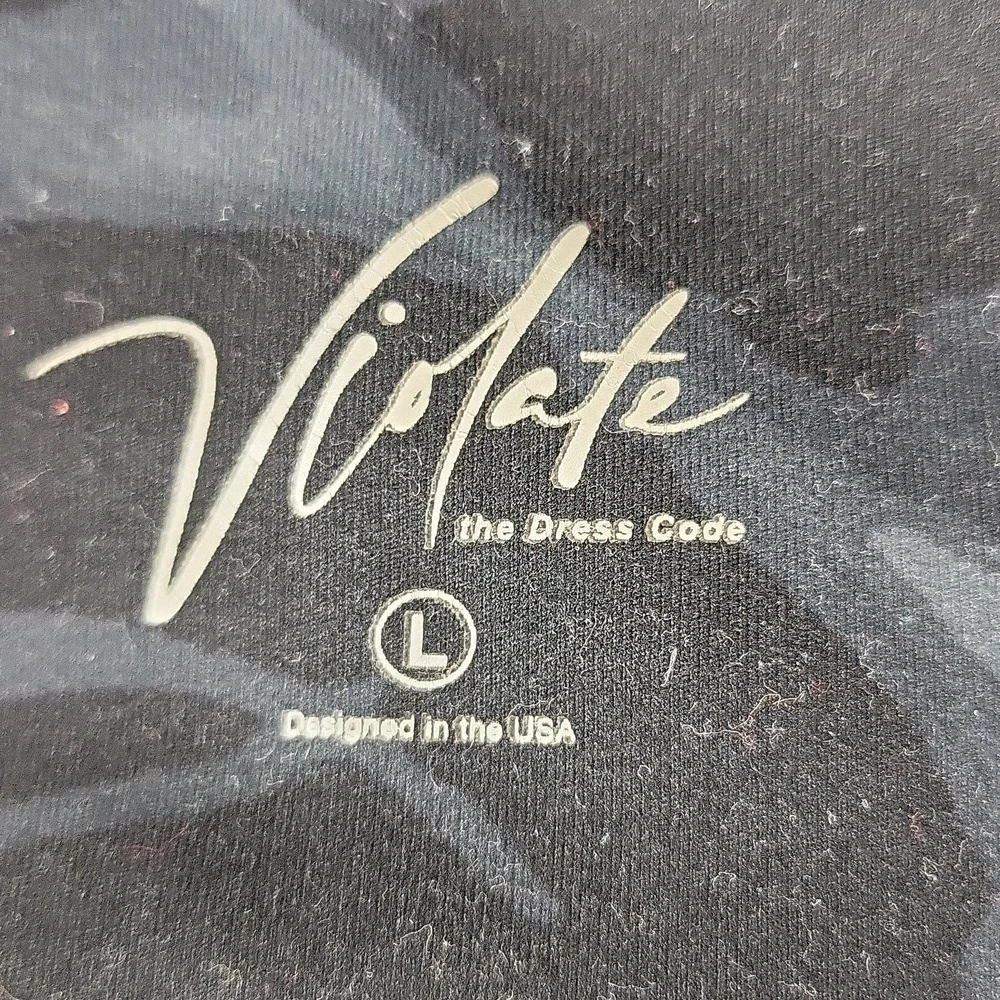 Violate
the Dress Code
L
Designed in the USA